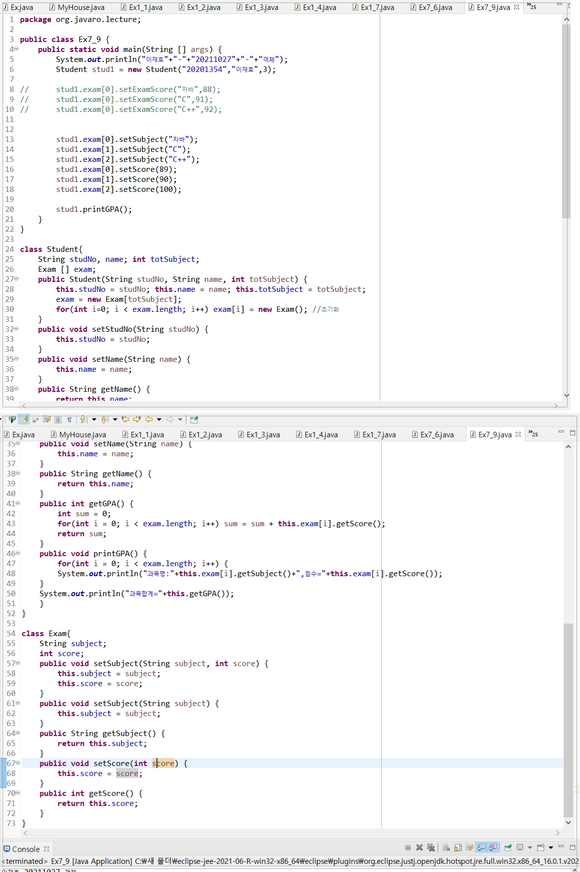 Ex.java MyHouse.java Ex1_1.java Ex1_2.java Ex1_3.java Ex1_4.java Ex1_7.java Ex7_6.java Ex7_9.java
1 package org.javaro.lecture;
2
3 public class Ex7_9 {
4 public static void main(String [] args) {
5 System.out.println("이재호"+"-"+"20211027"+"-"+"객체");
6 Student stud1 = new Student("20201354","이재호",3);
7
8 // stud1.exam[0].setExamScore("자바",88);
9 // stud1.exam[0].setExamScore("C",91);
10 // stud1.exam[0].setExamScore("C++",92);
11
12
13 stud1.exam[0].setSubject("자바");
14 stud1.exam[1].setSubject("C");
15 stud1.exam[2].setSubject("C++");
16 stud1.exam[0].setScore(89);
17 stud1.exam[1].setScore(90);
18 stud1.exam[2].setScore(100);
19
20 stud1.printGPA();
21 }
22 }
23
24 class Student{
25 String studNo, name; int totSubject;
26 Exam [] exam;
27 public Student(String studNo, String name, int totSubject) {
28 this.studNo = studNo; this.name = name; this.totSubject = totSubject;
29 exam = new Exam[totSubject];
30 for(int i=0; i < exam.length; i++) exam[i] = new Exam(); //초기화
31 }
32 public void setStudNo(String studNo) {
33 this.studNo = studNo;
34 }
35 public void setName(String name) {
36 this.name = name;
37 }
38 public String getName() {
39 return this.name;
Ex.java MyHouse.java Ex1_1.java Ex1_2.java Ex1_3.java Ex1_4.java Ex1_7.java Ex7_6.java Ex7_9.java
35 public void setName(String name) {
36 this.name = name;
37 }
38 public String getName() {
39 return this.name;
40 }
41 public int getGPA() {
42 int sum = 0;
43 for(int i = 0; i < exam.length; i++) sum = sum + this.exam[i].getScore();
44 return sum;
45 }
46 public void printGPA() {
47 for(int i = 0; i < exam.length; i++) {
48 System.out.println("과목명:"+this.exam[i].getSubject()+",점수="+this.exam[i].getScore());
49 }
50 System.out.println("과목합계="+this.getGPA());
51 }
52 }
53
54 class Exam{
55 String subject;
56 int score;
57 public void setSubject(String subject, int score) {
58 this.subject = subject;
59 this.score = score;
60 }
61 public void setSubject(String subject) {
62 this.subject = subject;
63 }
64 public String getSubject() {
65 return this.subject;
66 }
67 public void setScore(int score) {
68 this.score = score;
69 }
70 public int getScore() {
71 return this.score;
72 }
73 }
Console
<terminated> Ex7_9 [Java Application] C:₩새 폴더₩eclipse-jee-2021-06-R-win32-x86_64₩eclipse₩plugins₩org.eclipse.justj.openjdk.hotspot.jre.full.win32.x86_64_16.0.1.v202